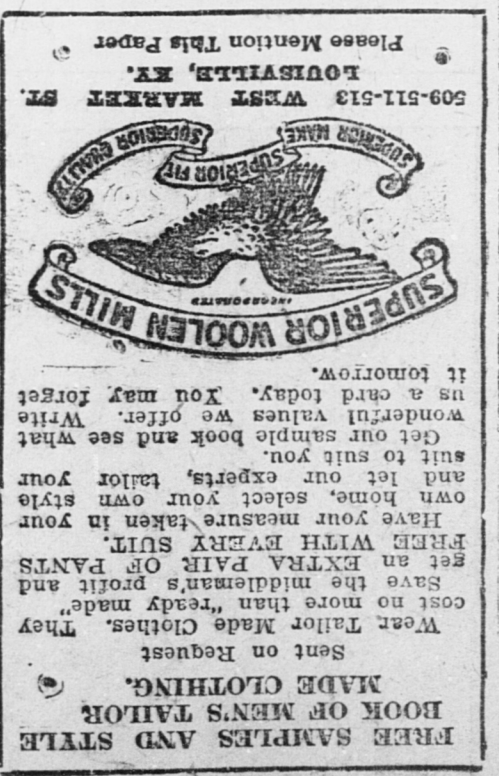 FREE SAMPLES AND STYLE
BOOK OF MEN'S TAILOR
MADE CLOTHING.
Sent on Request
Wear Tailor Made Clothes. They
cost no more than "ready made"
Save the middleman's profit and
get an EXTRA PAIR OF PANTS
FREE WITH EVERY SUIT.
Have your measure taken in your
own home, select your own style
and let our experts, tailor your
suit to suit you.
Get our sample book and see what
wonderful values we offer. Write
us a card today. You may forget
it tomorrow.
SUPERIOR WOOLEN MILLS
INCORPORATED
SUPERIOR MAKE
SUPERIOR FIT
SUPERIOR QUALITY
509-511-513 WEST MARKET ST.
LOUISVILLE, KY.
Please Mention This Paper